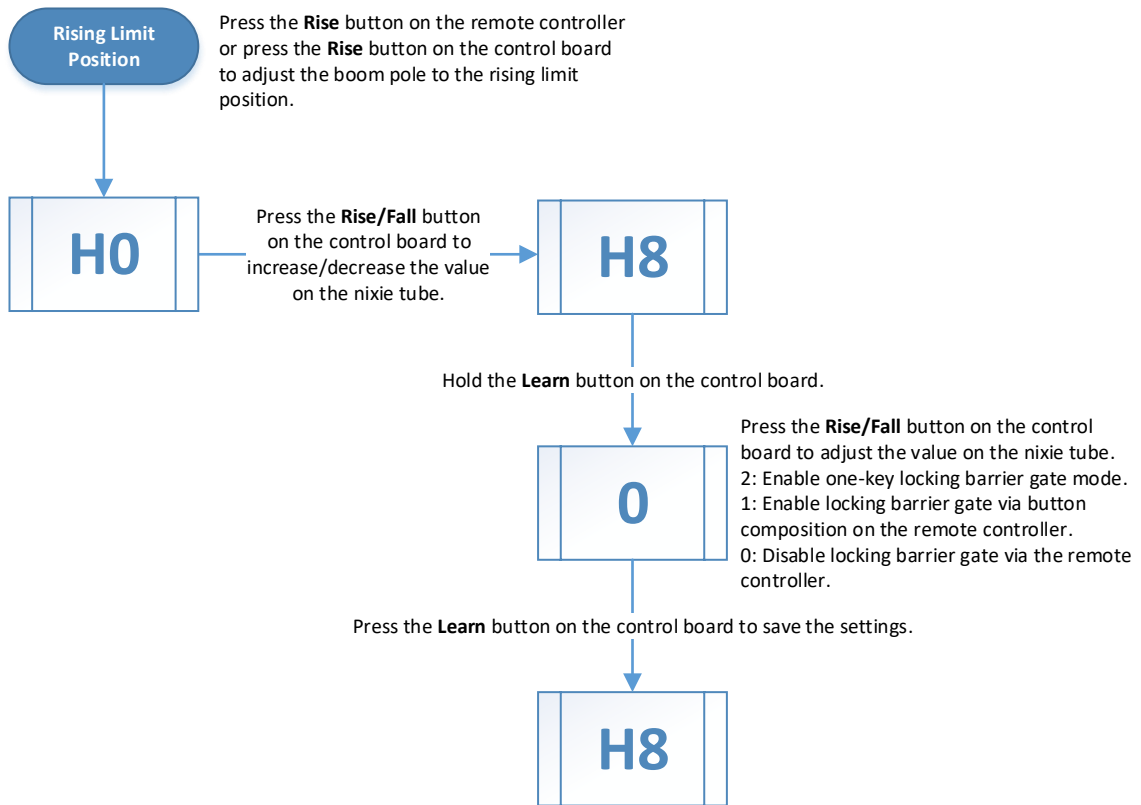 Rising Limit
Position
Press the Rise button on the remote controller
or press the Rise button on the control board
to adjust the boom pole to the rising limit
position.
H0
Press the Rise/Fall button
on the control board to
increase/decrease the value
on the nixie tube.
H8
Hold the Learn button on the control board.
0
Press the Rise/Fall button on the control
board to adjust the value on the nixie tube.
2: Enable one-key locking barrier gate mode.
1: Enable locking barrier gate via button
composition on the remote controller.
0: Disable locking barrier gate via the remote
controller.
Press the Learn button on the control board to save the settings.
H8